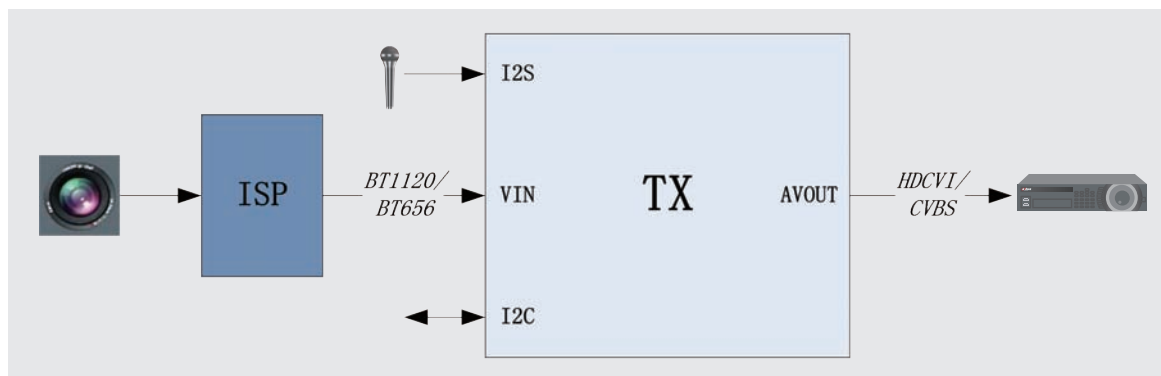 I2S
ISP
BT1120/
BT656
VIN
TX
AVOUT
HDCVI/
CVBS
I2C